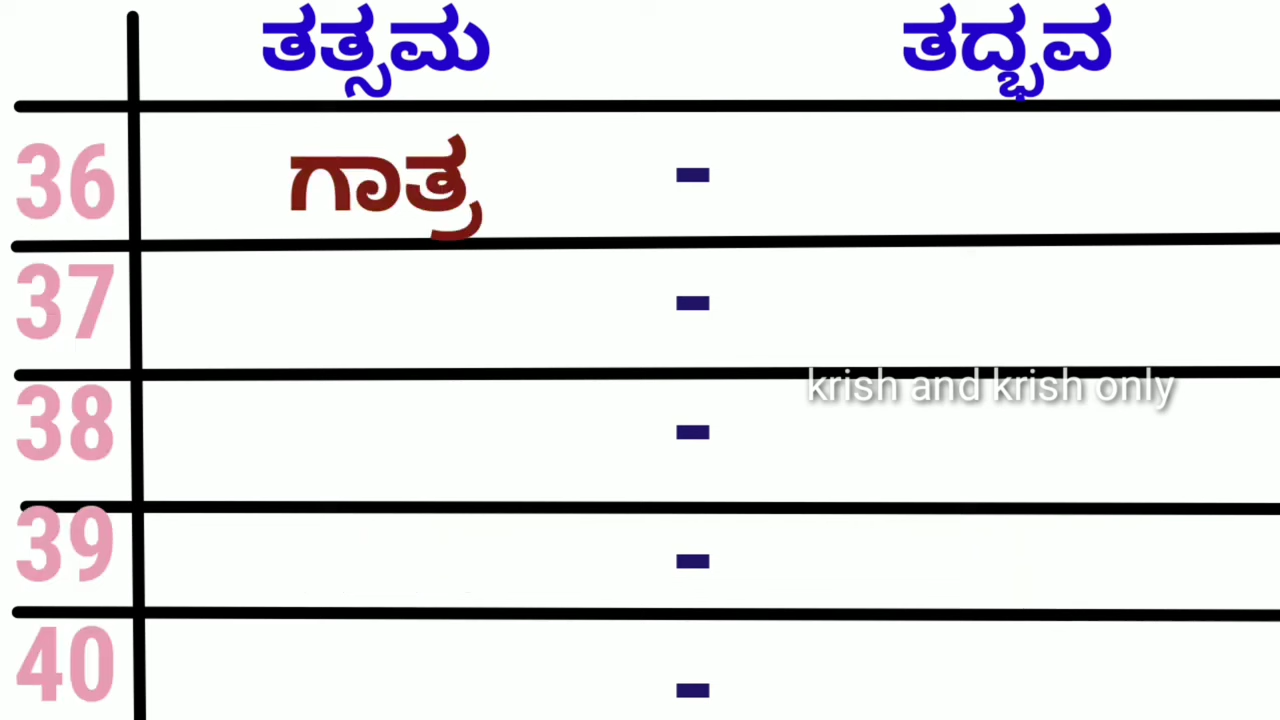 ತತ್ಸಮ ತದ್ಭವ
36 ಗಾತ್ರ -
37 -
krish and krish only
38 -
39 -
40 -